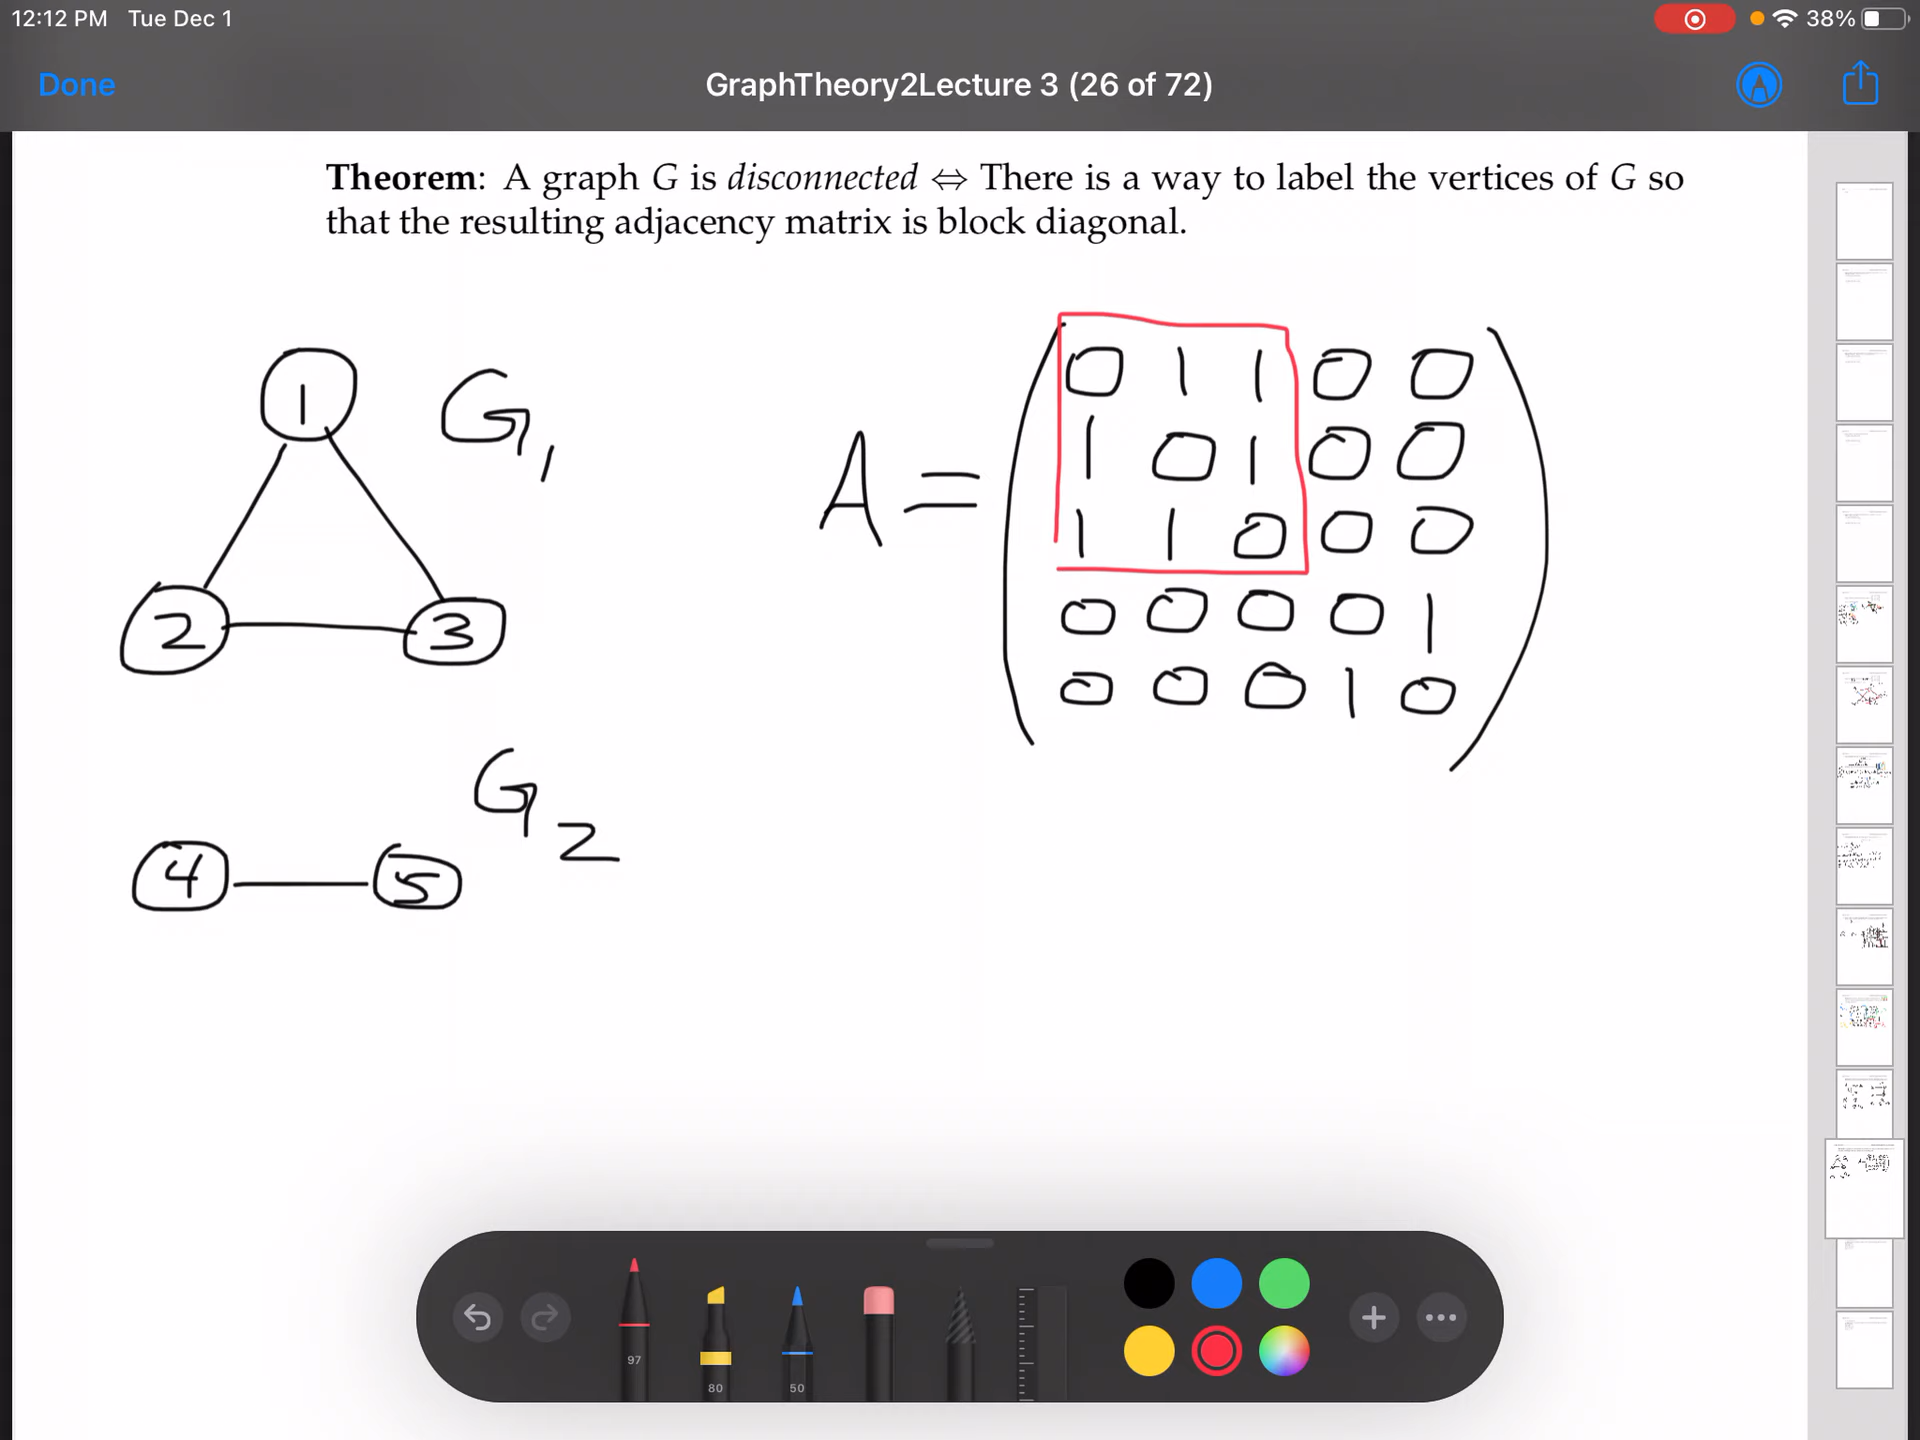 12:12 PM Tue Dec 1 38%
Done GraphTheory2Lecture 3 (26 of 72)
Theorem: A graph G is disconnected ⇔ There is a way to label the vertices of G so
that the resulting adjacency matrix is block diagonal.
1 G₁
2 3
G₂
4 5
A = ( 0 1 1 0 0
1 0 1 0 0
1 1 0 0 0
0 0 0 0 1
0 0 0 1 0 )
97 80 50